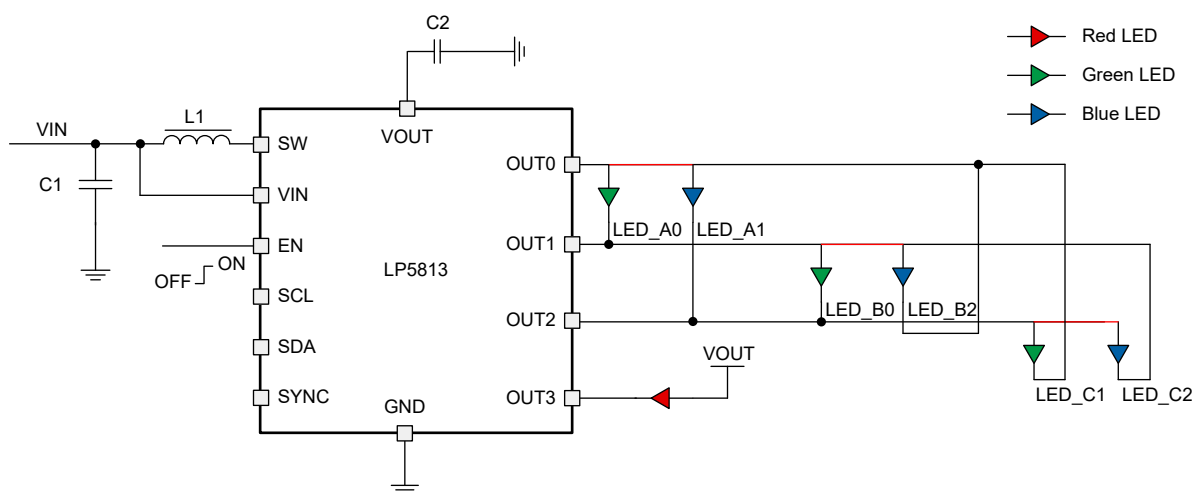 C2
Red LED
Green LED
Blue LED
VIN
L1
C1
SW
VOUT
OUT0
VIN
LED_A0
LED_A1
EN
OUT1
OFF
ON
LP5813
LED_B0
LED_B2
SCL
OUT2
SDA
VOUT
SYNC
GND
OUT3
LED_C1
LED_C2